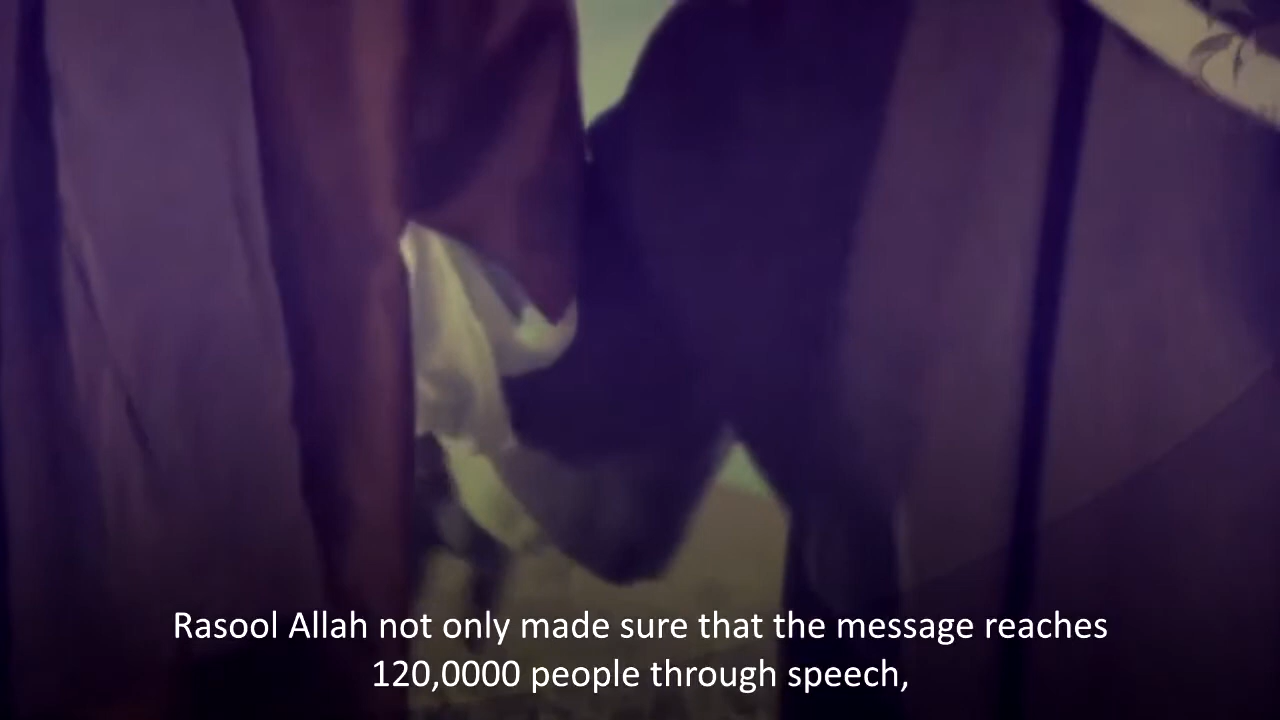 Rasool Allah not only made sure that the message reaches
120,0000 people through speech,